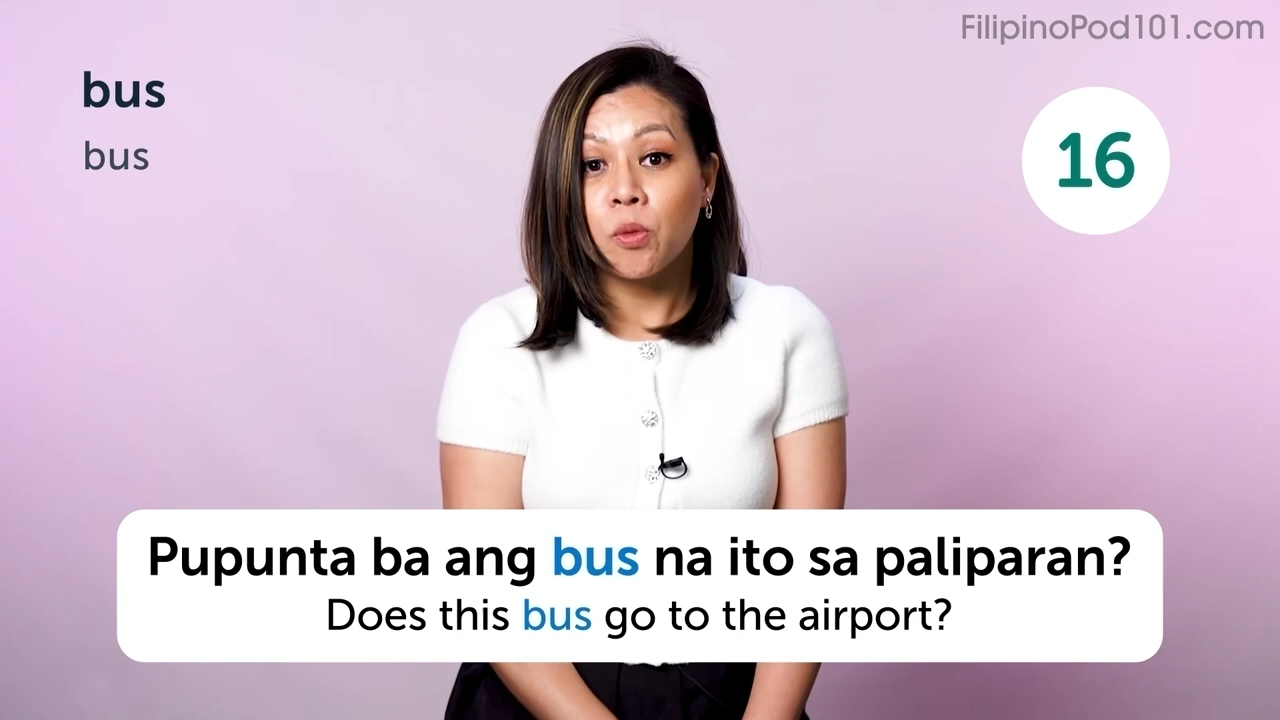 FilipinoPod101.com
bus
bus
16
Pupunta ba ang bus na ito sa paliparan?
Does this bus go to the airport?